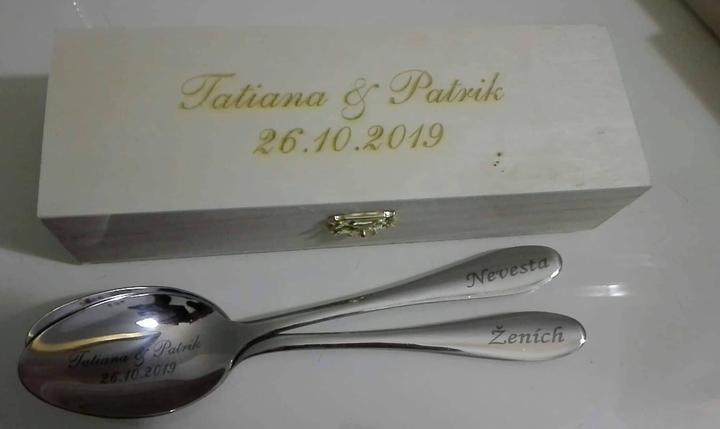 Tatiana & Patrik
26.10.2019
Nevesta
Ženích
Tatiana & Patrik
26.10.2019